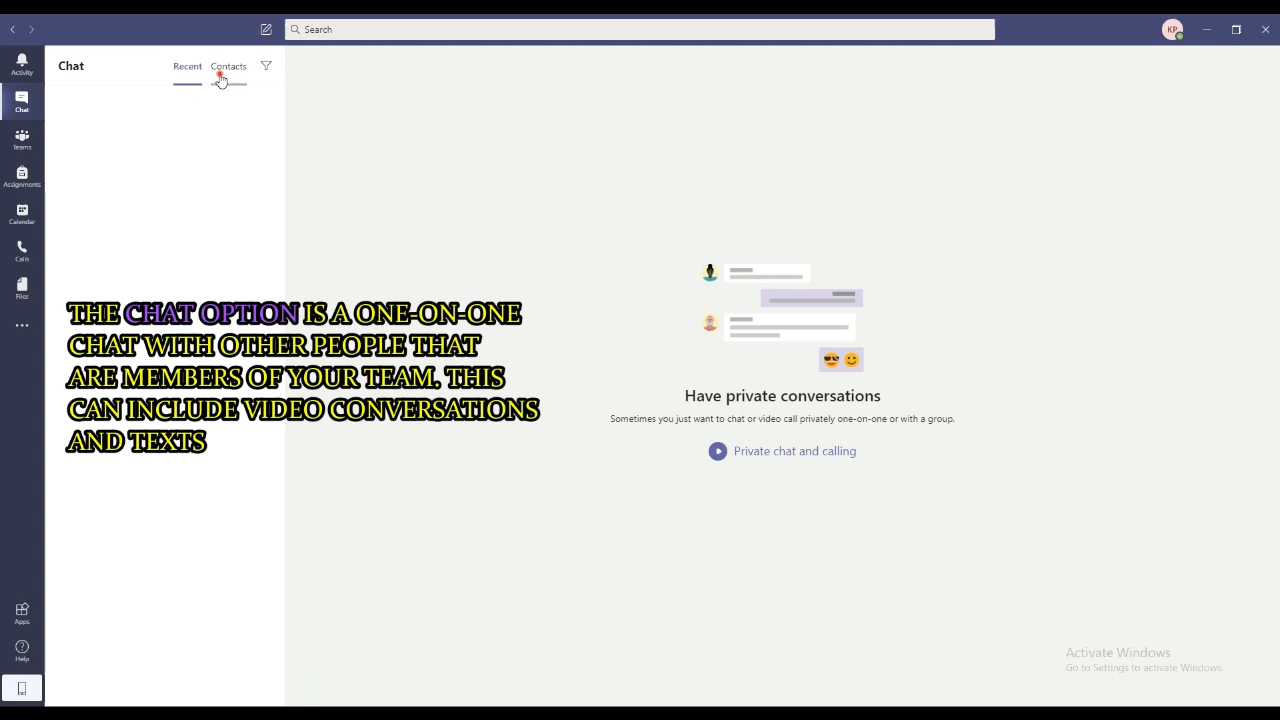 Search
KP
Activity
Chat
Teams
Assignments
Calendar
Calls
Files
Apps
Help
Chat
Recent
Contacts
THE CHAT OPTION IS A ONE-ON-ONE
CHAT WITH OTHER PEOPLE THAT
ARE MEMBERS OF YOUR TEAM. THIS
CAN INCLUDE VIDEO CONVERSATIONS
AND TEXTS
Have private conversations
Sometimes you just want to chat or video call privately one-on-one or with a group.
Private chat and calling
Activate Windows
Go to Settings to activate Windows.